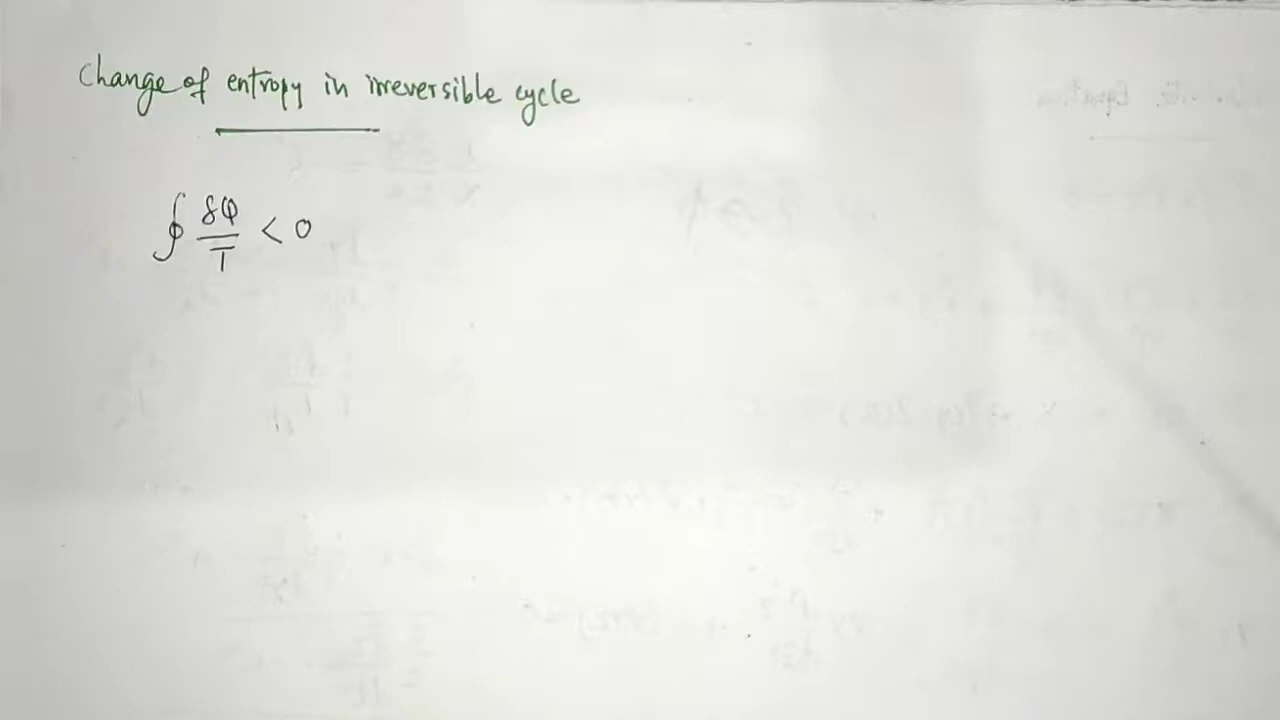 Change of entropy in irreversible cycle
∮ δQ/T < 0